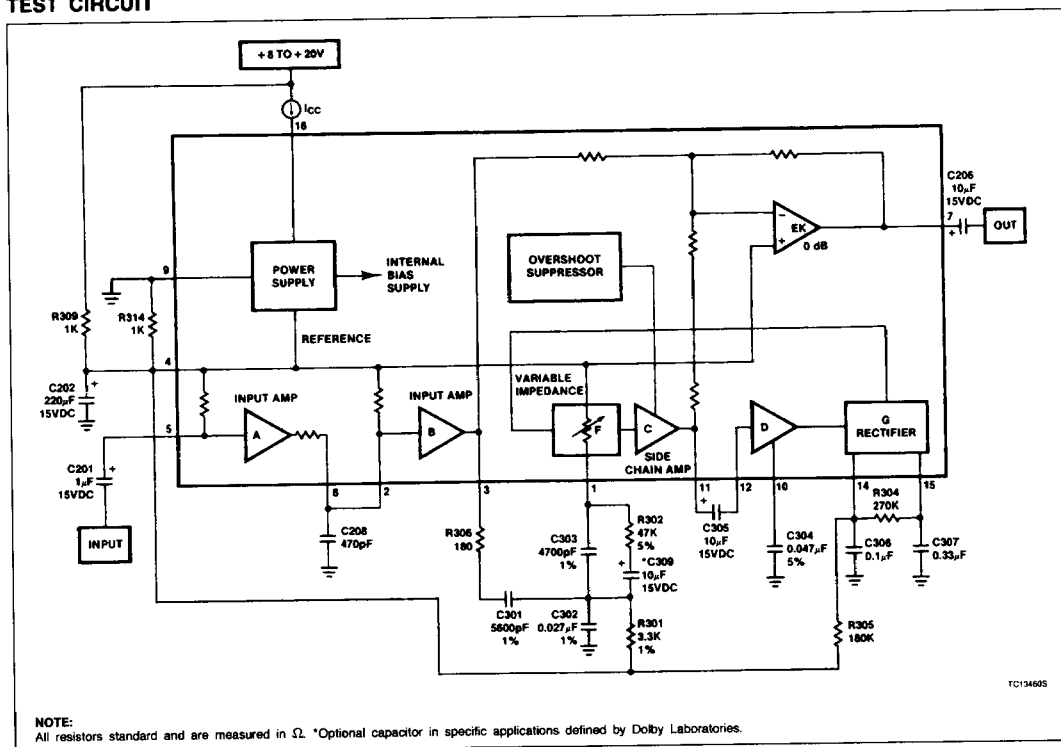 TEST CIRCUIT
+8 TO +20V
ICC
16
C206
10μF
15VDC
7
+
OUT
EK
0 dB
−
+
9
POWER
SUPPLY
INTERNAL
BIAS
SUPPLY
OVERSHOOT
SUPPRESSOR
R309
1K
R314
1K
REFERENCE
4
C202
220μF
15VDC
+
VARIABLE
IMPEDANCE
INPUT AMP
INPUT AMP
5
A
B
F
C
D
G
RECTIFIER
SIDE
CHAIN AMP
C201
1μF
15VDC
+
INPUT
6
2
3
1
11
12
10
14
15
C208
470pF
R306
180
C303
4700pF
1%
R302
47K
5%
+
*C309
10μF
15VDC
+
C305
10μF
15VDC
C304
0.047μF
5%
R304
270K
C306
0.1μF
C307
0.33μF
C301
5600pF
1%
C302
0.027μF
1%
R301
3.3K
1%
R305
180K
TC13460S
NOTE:
All resistors standard and are measured in Ω. *Optional capacitor in specific applications defined by Dolby Laboratories.